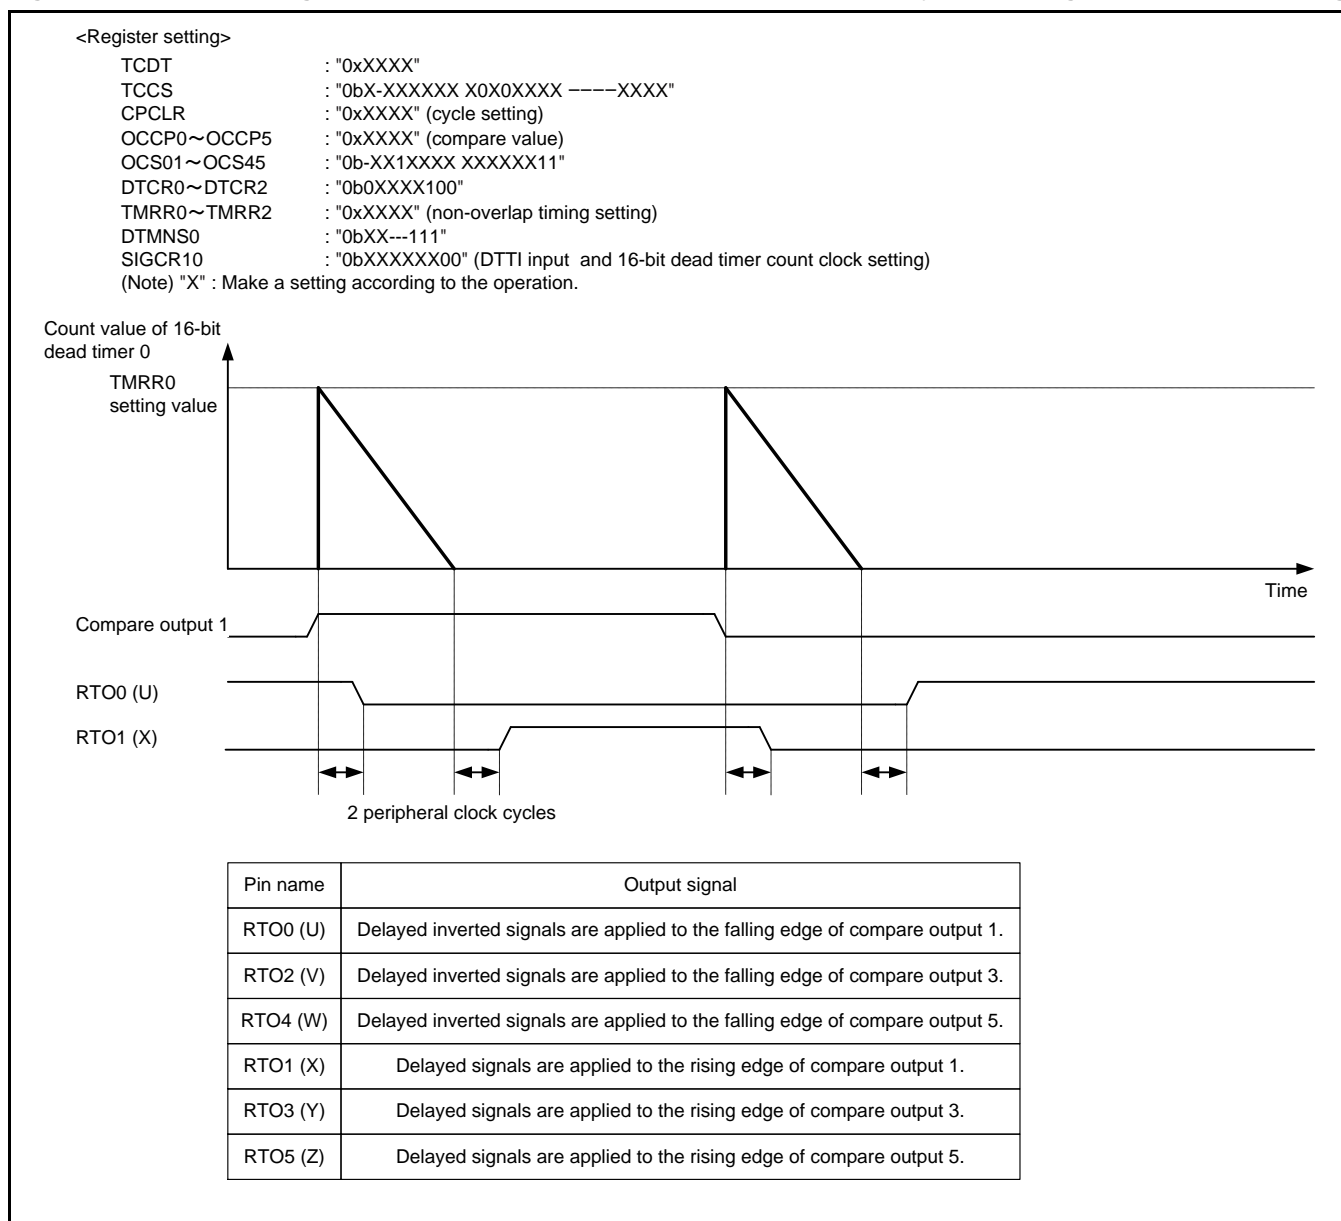 <Register setting>
TCDT : "0xXXXX"
TCCS : "0bX-XXXXXX X0X0XXXX ----XXXX"
CPCLR : "0xXXXX" (cycle setting)
OCCP0～OCCP5 : "0xXXXX" (compare value)
OCS01～OCS45 : "0b-XX1XXXX XXXXXX11"
DTCR0～DTCR2 : "0b0XXXX100"
TMRR0～TMRR2 : "0xXXXX" (non-overlap timing setting)
DTMNS0 : "0bXX---111"
SIGCR10 : "0bXXXXXX00" (DTTI input and 16-bit dead timer count clock setting)
(Note) "X" : Make a setting according to the operation.
Count value of 16-bit
dead timer 0
TMRR0
setting value
Time
Compare output 1
RTO0 (U)
RTO1 (X)
2 peripheral clock cycles
Pin name Output signal
RTO0 (U) Delayed inverted signals are applied to the falling edge of compare output 1.
RTO2 (V) Delayed inverted signals are applied to the falling edge of compare output 3.
RTO4 (W) Delayed inverted signals are applied to the falling edge of compare output 5.
RTO1 (X) Delayed signals are applied to the rising edge of compare output 1.
RTO3 (Y) Delayed signals are applied to the rising edge of compare output 3.
RTO5 (Z) Delayed signals are applied to the rising edge of compare output 5.